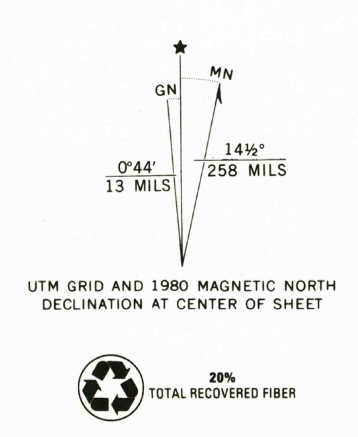 ★
MN
GN
14½°
258 MILS
0°44′
13 MILS
UTM GRID AND 1980 MAGNETIC NORTH
DECLINATION AT CENTER OF SHEET
20%
TOTAL RECOVERED FIBER